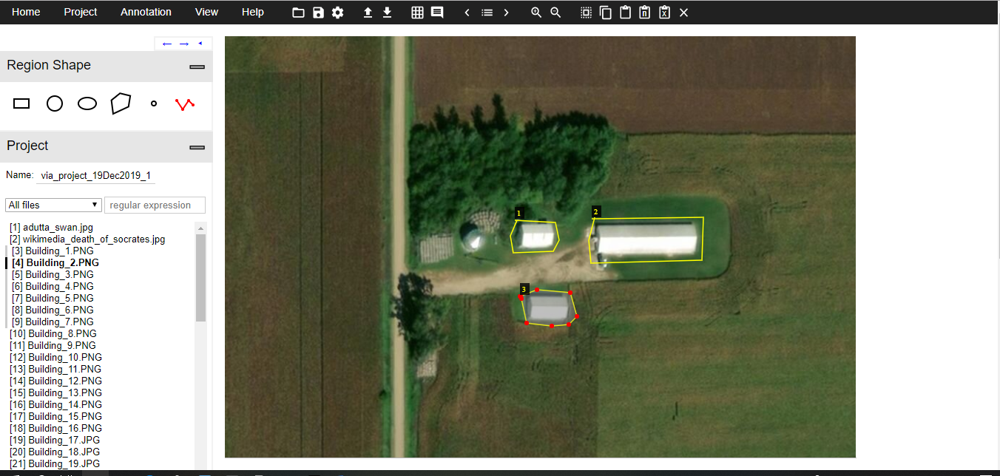 Home Project Annotation View Help
Region Shape
Project
Name: via_project_19Dec2019_1
All files regular expression
[1] adutta_swan.jpg
[2] wikimedia_death_of_socrates.jpg
[3] Building_1.PNG
[4] Building_2.PNG
[5] Building_3.PNG
[6] Building_4.PNG
[7] Building_5.PNG
[8] Building_6.PNG
[9] Building_7.PNG
[10] Building_8.PNG
[11] Building_9.PNG
[12] Building_10.PNG
[13] Building_11.PNG
[14] Building_12.PNG
[15] Building_13.PNG
[16] Building_14.PNG
[17] Building_15.PNG
[18] Building_16.PNG
[19] Building_17.JPG
[20] Building_18.JPG
[21] Building_19.JPG
1
2
3